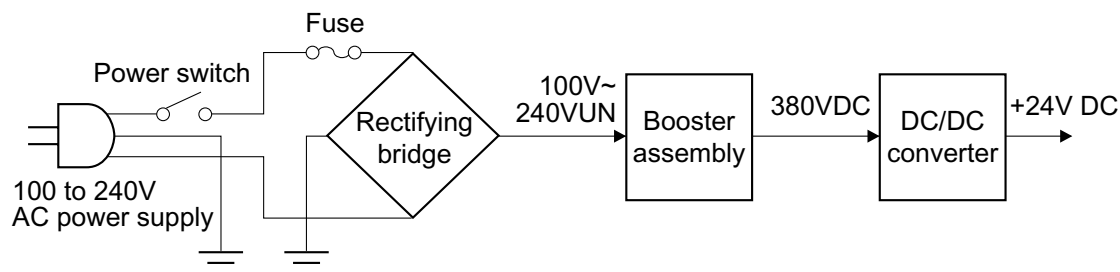 Fuse
Power switch
100 to 240V
AC power supply
Rectifying
bridge
100V~
240VUN
Booster
assembly
380VDC
DC/DC
converter
+24V DC